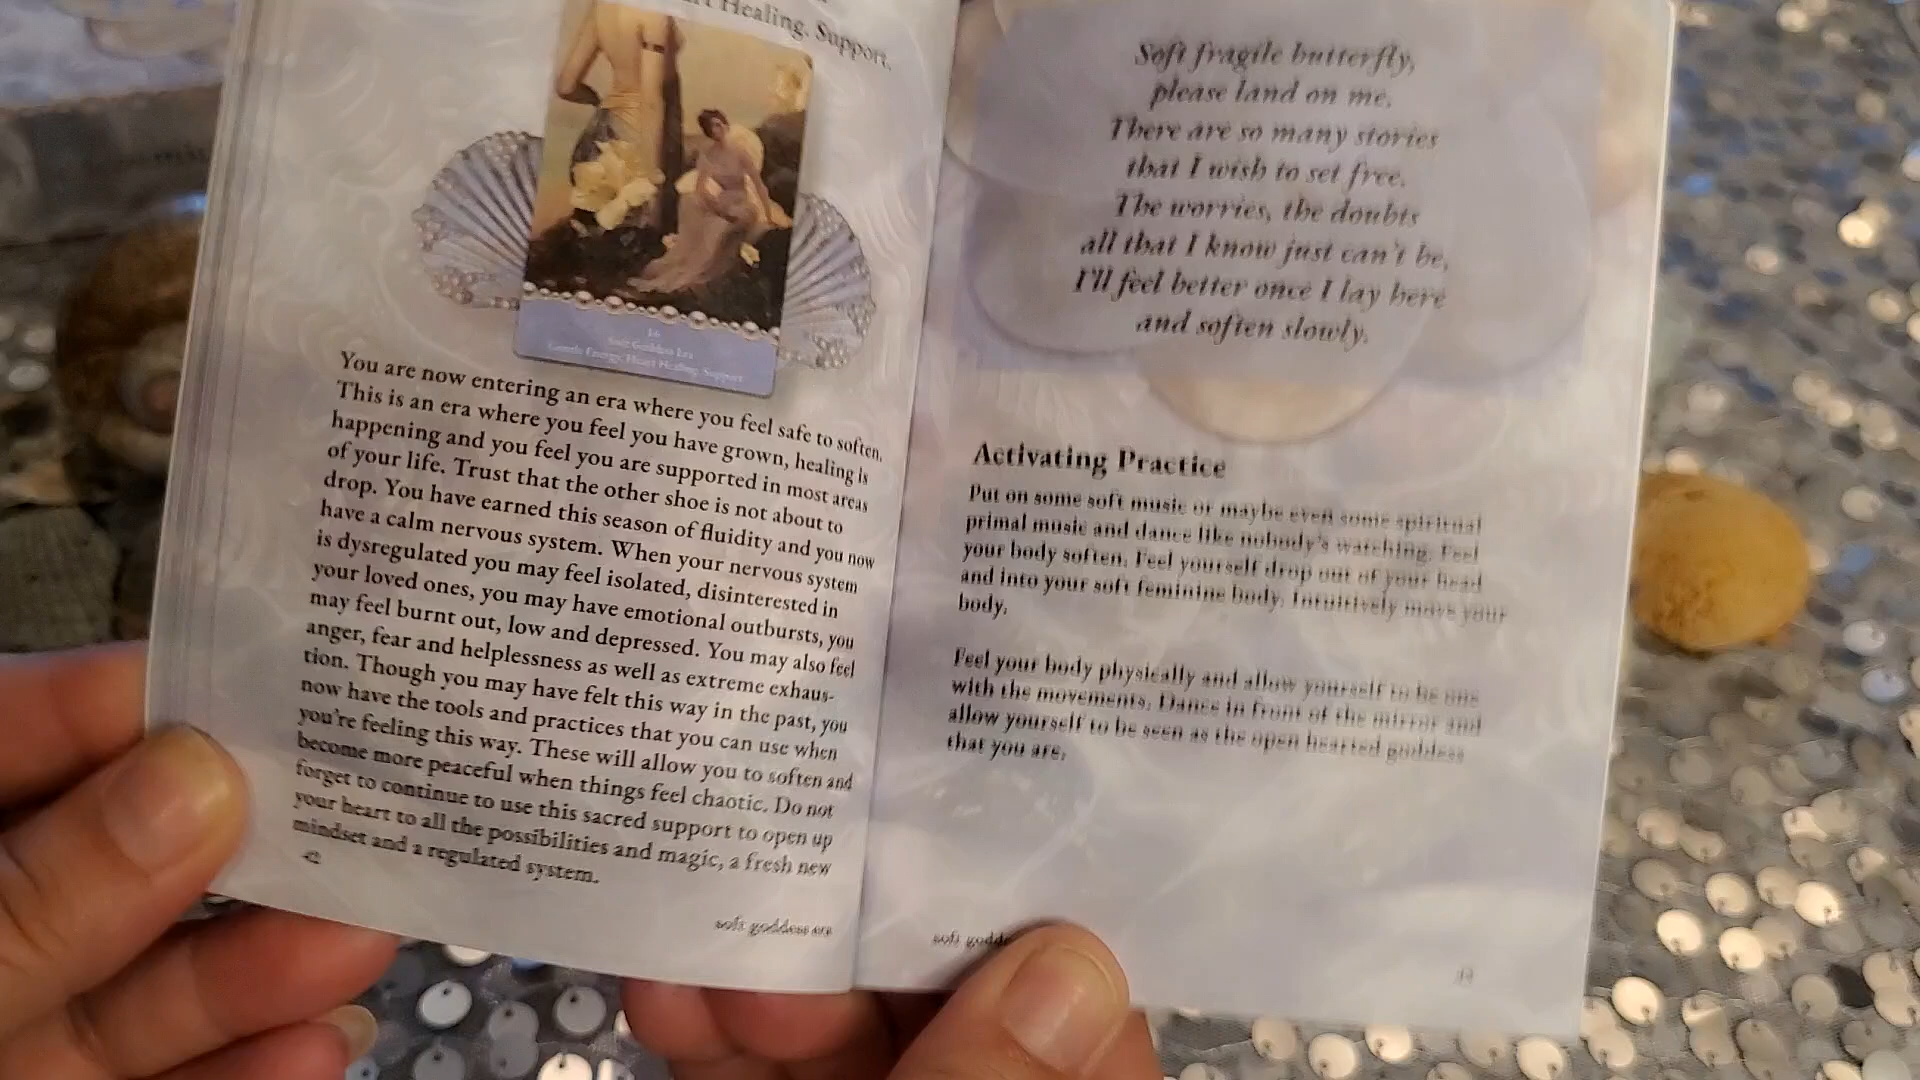 Healing. Support.
16
Soft Goddess Era
Gentle Energy. Heart Healing. Support
You are now entering an era where you feel safe to soften.
This is an era where you feel you have grown, healing is
happening and you feel you are supported in most areas
of your life. Trust that the other shoe is not about to
drop. You have earned this season of fluidity and you now
have a calm nervous system. When your nervous system
is dysregulated you may feel isolated, disinterested in
your loved ones, you may have emotional outbursts, you
may feel burnt out, low and depressed. You may also feel
anger, fear and helplessness as well as extreme exhaus-
tion. Though you may have felt this way in the past, you
now have the tools and practices that you can use when
you're feeling this way. These will allow you to soften and
become more peaceful when things feel chaotic. Do not
forget to continue to use this sacred support to open up
your heart to all the possibilities and magic, a fresh new
mindset and a regulated system.
42
soft goddess era
Soft fragile butterfly,
please land on me.
There are so many stories
that I wish to set free.
The worries, the doubts
all that I know just can't be,
I'll feel better once I lay here
and soften slowly.
Activating Practice
Put on some soft music or maybe even some spiritual
primal music and dance like nobody's watching. Feel
your body soften. Feel yourself drop out of your head
and into your soft feminine body. Intuitively move your
body.
Feel your body physically and allow yourself to be one
with the movements. Dance in front of the mirror and
allow yourself to be seen as the open hearted goddess
that you are.
soft godde
43